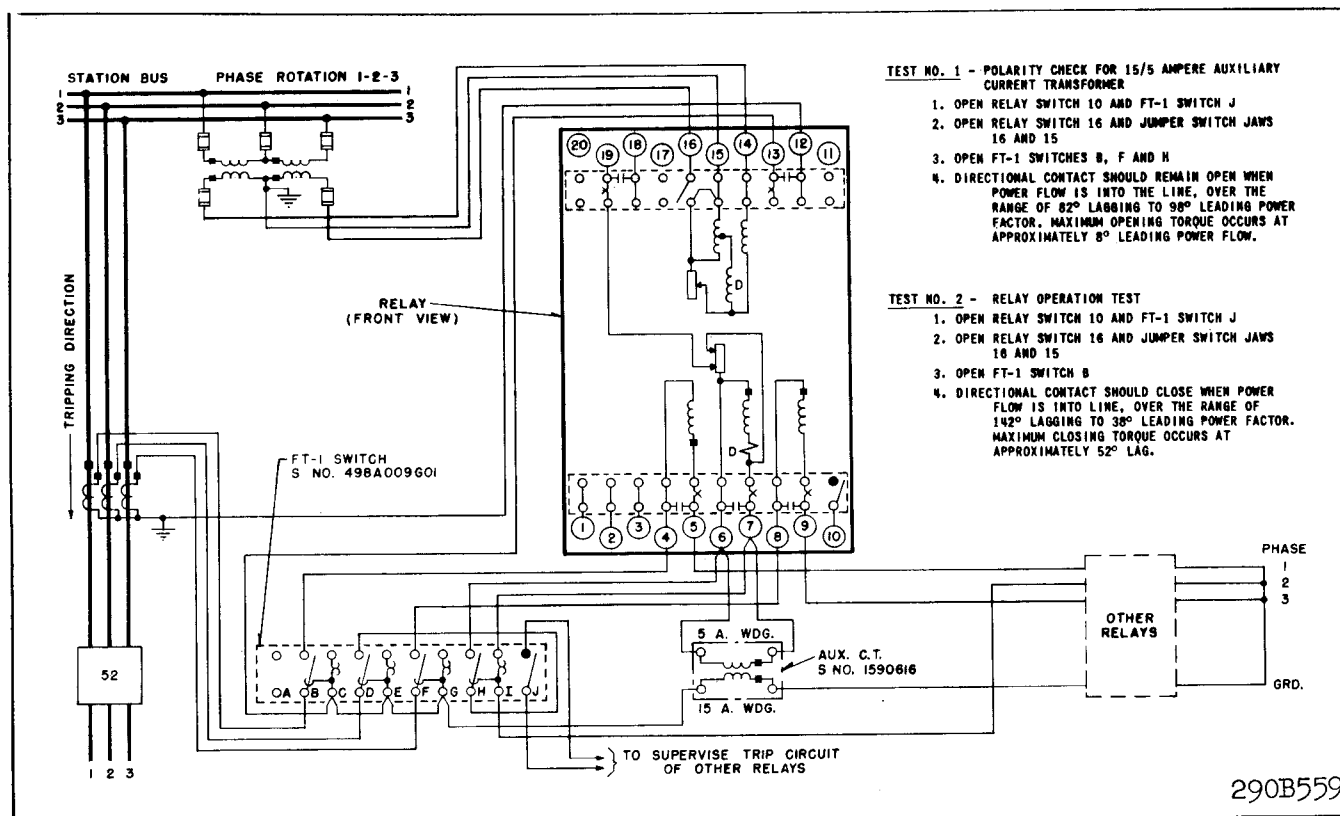 STATION BUS
PHASE ROTATION 1-2-3
1
2
3
1
2
3
TRIPPING DIRECTION
RELAY
(FRONT VIEW)
20
19
18
17
16
15
14
13
12
11
D
D
1
2
3
4
5
6
7
8
9
10
FT-1 SWITCH
S NO. 498A009G01
A
B
C
D
E
F
G
H
I
J
5 A. WDG.
15 A. WDG.
AUX. C.T.
S NO. 1590616
OTHER
RELAYS
PHASE
1
2
3
GRD.
52
1 2 3
TO SUPERVISE TRIP CIRCUIT
OF OTHER RELAYS
TEST NO. 1 - POLARITY CHECK FOR 15/5 AMPERE AUXILIARY
CURRENT TRANSFORMER
1. OPEN RELAY SWITCH 10 AND FT-1 SWITCH J
2. OPEN RELAY SWITCH 16 AND JUMPER SWITCH JAWS
16 AND 15
3. OPEN FT-1 SWITCHES B, F AND H
4. DIRECTIONAL CONTACT SHOULD REMAIN OPEN WHEN
POWER FLOW IS INTO THE LINE, OVER THE
RANGE OF 82° LAGGING TO 98° LEADING POWER
FACTOR. MAXIMUM OPENING TORQUE OCCURS AT
APPROXIMATELY 8° LEADING POWER FLOW.
TEST NO. 2 - RELAY OPERATION TEST
1. OPEN RELAY SWITCH 10 AND FT-1 SWITCH J
2. OPEN RELAY SWITCH 16 AND JUMPER SWITCH JAWS
16 AND 15
3. OPEN FT-1 SWITCH B
4. DIRECTIONAL CONTACT SHOULD CLOSE WHEN POWER
FLOW IS INTO LINE, OVER THE RANGE OF
142° LAGGING TO 38° LEADING POWER FACTOR.
MAXIMUM CLOSING TORQUE OCCURS AT
APPROXIMATELY 52° LAG.
290B559